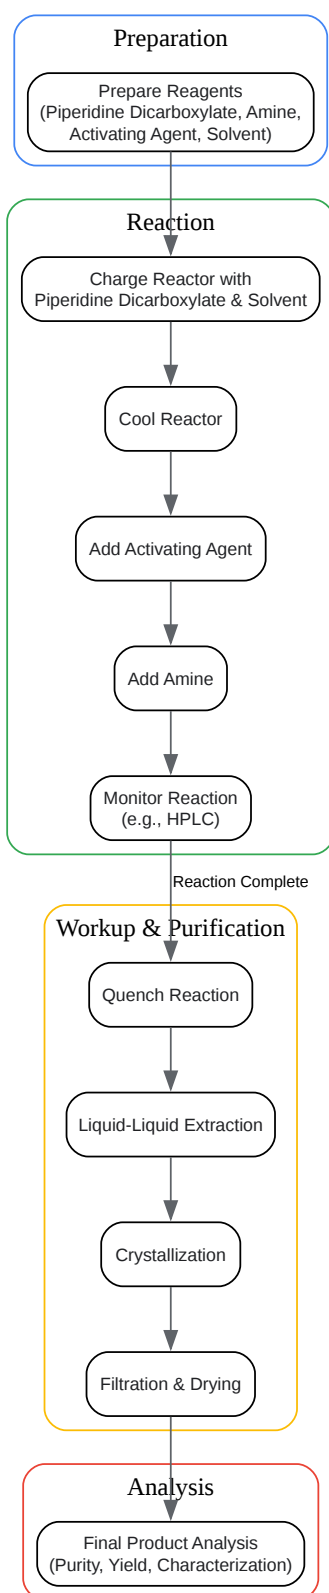 Preparation
Prepare Reagents
(Piperidine Dicarboxylate, Amine,
Activating Agent, Solvent)
Reaction
Charge Reactor with
Piperidine Dicarboxylate & Solvent
Cool Reactor
Add Activating Agent
Add Amine
Monitor Reaction
(e.g., HPLC)
Reaction Complete
Workup & Purification
Quench Reaction
Liquid-Liquid Extraction
Crystallization
Filtration & Drying
Analysis
Final Product Analysis
(Purity, Yield, Characterization)